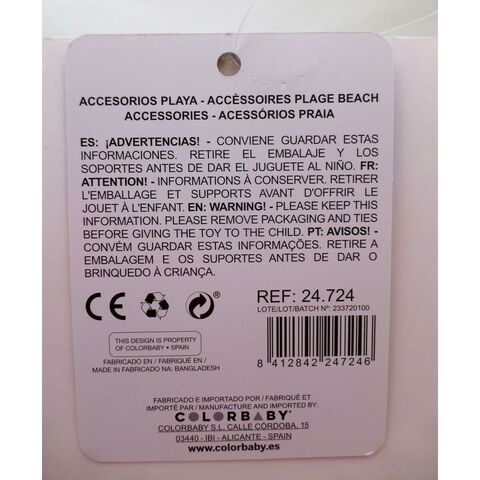 ACCESORIOS PLAYA - ACCÈSSOIRES PLAGE BEACH
ACCESSORIES - ACESSÓRIOS PRAIA
ES: ¡ADVERTENCIAS! - CONVIENE GUARDAR ESTAS
INFORMACIONES. RETIRE EL EMBALAJE Y LOS
SOPORTES ANTES DE DAR EL JUGUETE AL NIÑO. FR:
ATTENTION! - INFORMATIONS À CONSERVER. RETIRER
L'EMBALLAGE ET SUPPORTS AVANT D'OFFRIR LE
JOUET À L'ENFANT. EN: WARNING! - PLEASE KEEP THIS
INFORMATION. PLEASE REMOVE PACKAGING AND TIES
BEFORE GIVING THE TOY TO THE CHILD. PT: AVISOS! -
CONVÉM GUARDAR ESTAS INFORMAÇÕES. RETIRE A
EMBALAGEM E OS SUPORTES ANTES DE DAR O
BRINQUEDO À CRIANÇA.
CE ®
REF: 24.724
LOTE/LOT/BATCH Nº: 233720100
THIS DESIGN IS PROPERTY
OF COLORBABY • SPAIN
FABRICADO EN / FABRIQUÉ EN /
MADE IN FABRICADO NA: BANGLADESH
8 412842 247246
FABRICADO E IMPORTADO POR / FABRIQUÉ ET
IMPORTÉ PAR / MANUFACTURE AND IMPORTED BY:
COLORBABY®
COLORBABY S.L. CALLE CÓRDOBA, 15
03440 - IBI - ALICANTE - SPAIN
www.colorbaby.es